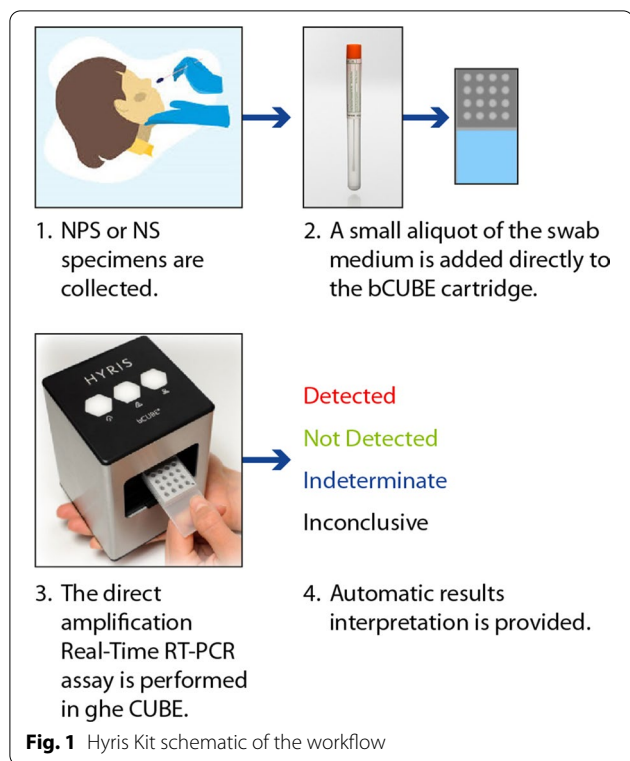 1. NPS or NS
specimens are
collected.
2. A small aliquot of the swab
medium is added directly to
the bCUBE cartridge.
HYRIS
bCUBE®
Detected
Not Detected
Indeterminate
Inconclusive
3. The direct
amplification
Real-Time RT-PCR
assay is performed
in ghe CUBE.
4. Automatic results
interpretation is provided.
Fig. 1 Hyris Kit schematic of the workflow